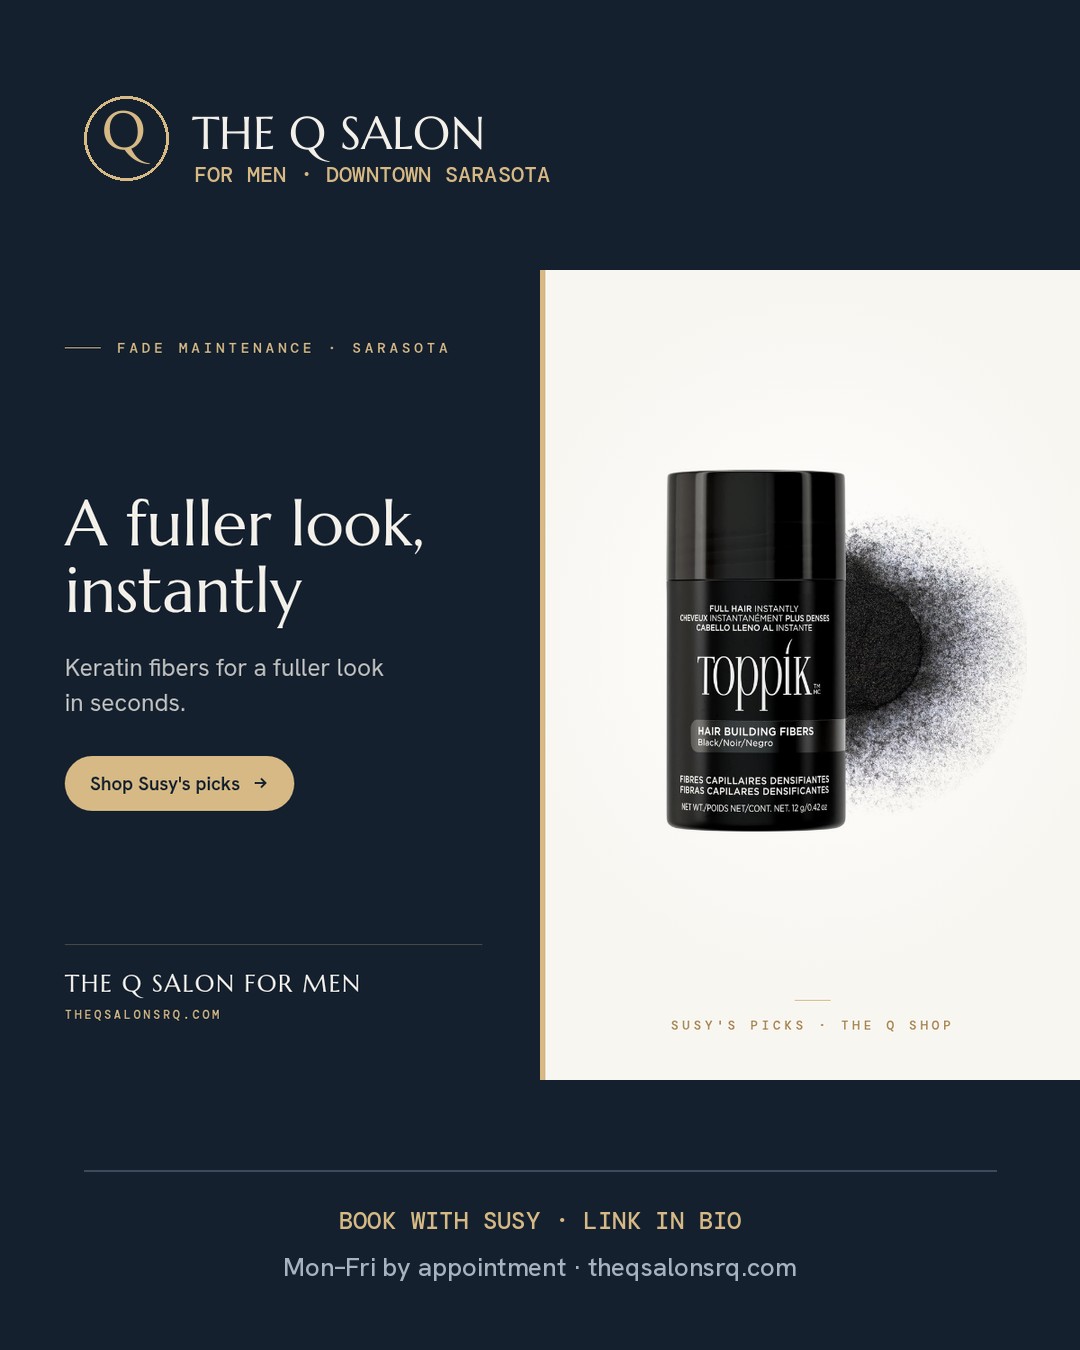 Q
THE Q SALON
FOR MEN · DOWNTOWN SARASOTA
FADE MAINTENANCE · SARASOTA
A fuller look,
instantly
Keratin fibers for a fuller look
in seconds.
Shop Susy's picks →
THE Q SALON FOR MEN
THEQSALONSRQ.COM
FULL HAIR INSTANTLY
CHEVEUX INSTANTANÉMENT PLUS DENSES
CABELLO LLENO AL INSTANTE
Toppík TM MC
HAIR BUILDING FIBERS
Black/Noir/Negro
FIBRES CAPILLAIRES DENSIFIANTES
FIBRAS CAPILARES DENSIFICANTES
NET WT./POIDS NET/CONT. NET. 12 g/0.42 oz
SUSY'S PICKS · THE Q SHOP
BOOK WITH SUSY · LINK IN BIO
Mon–Fri by appointment · theqsalonsrq.com